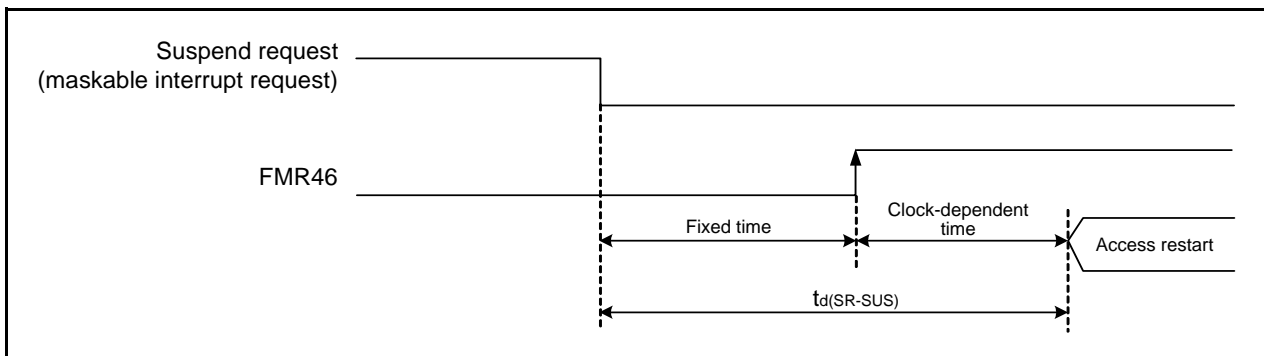 Suspend request
(maskable interrupt request)
FMR46
Fixed time
Clock-dependent
time
Access restart
td(SR-SUS)